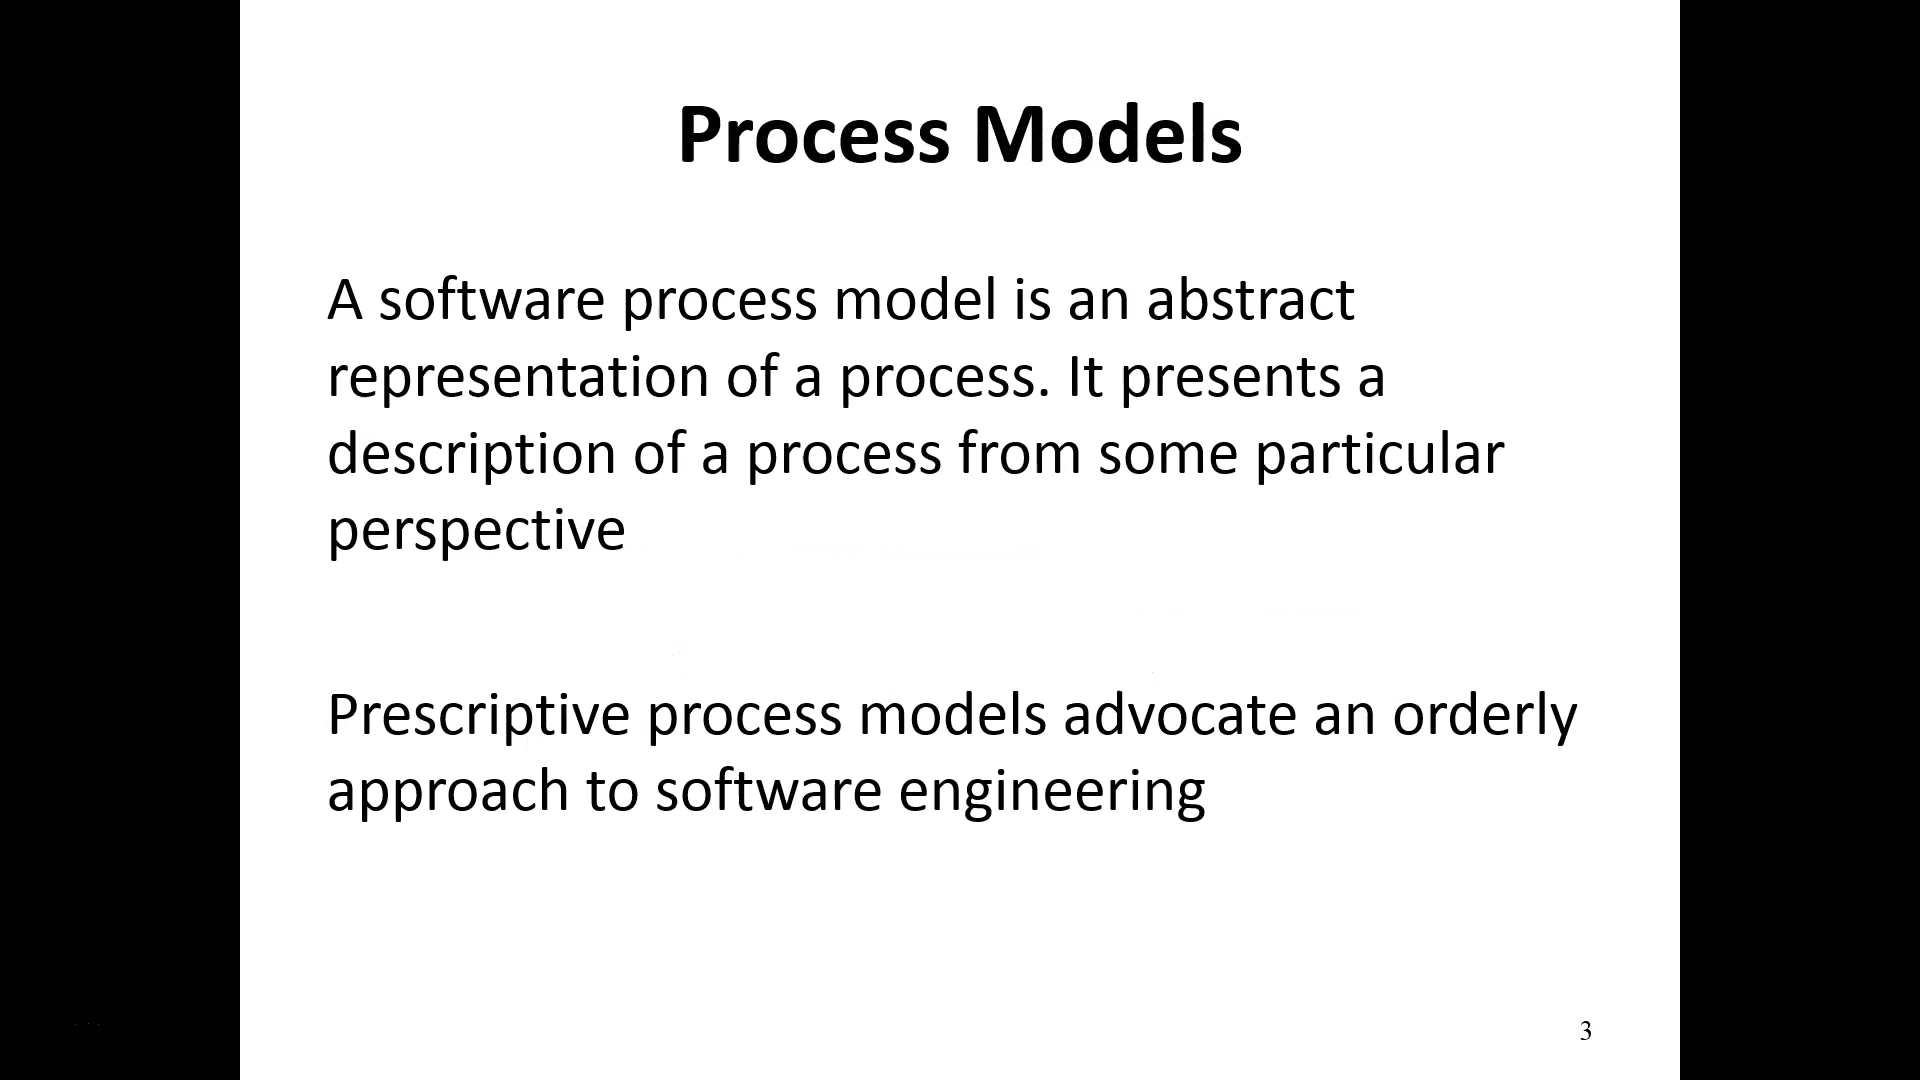 Process Models
A software process model is an abstract
representation of a process. It presents a
description of a process from some particular
perspective
Prescriptive process models advocate an orderly
approach to software engineering
3